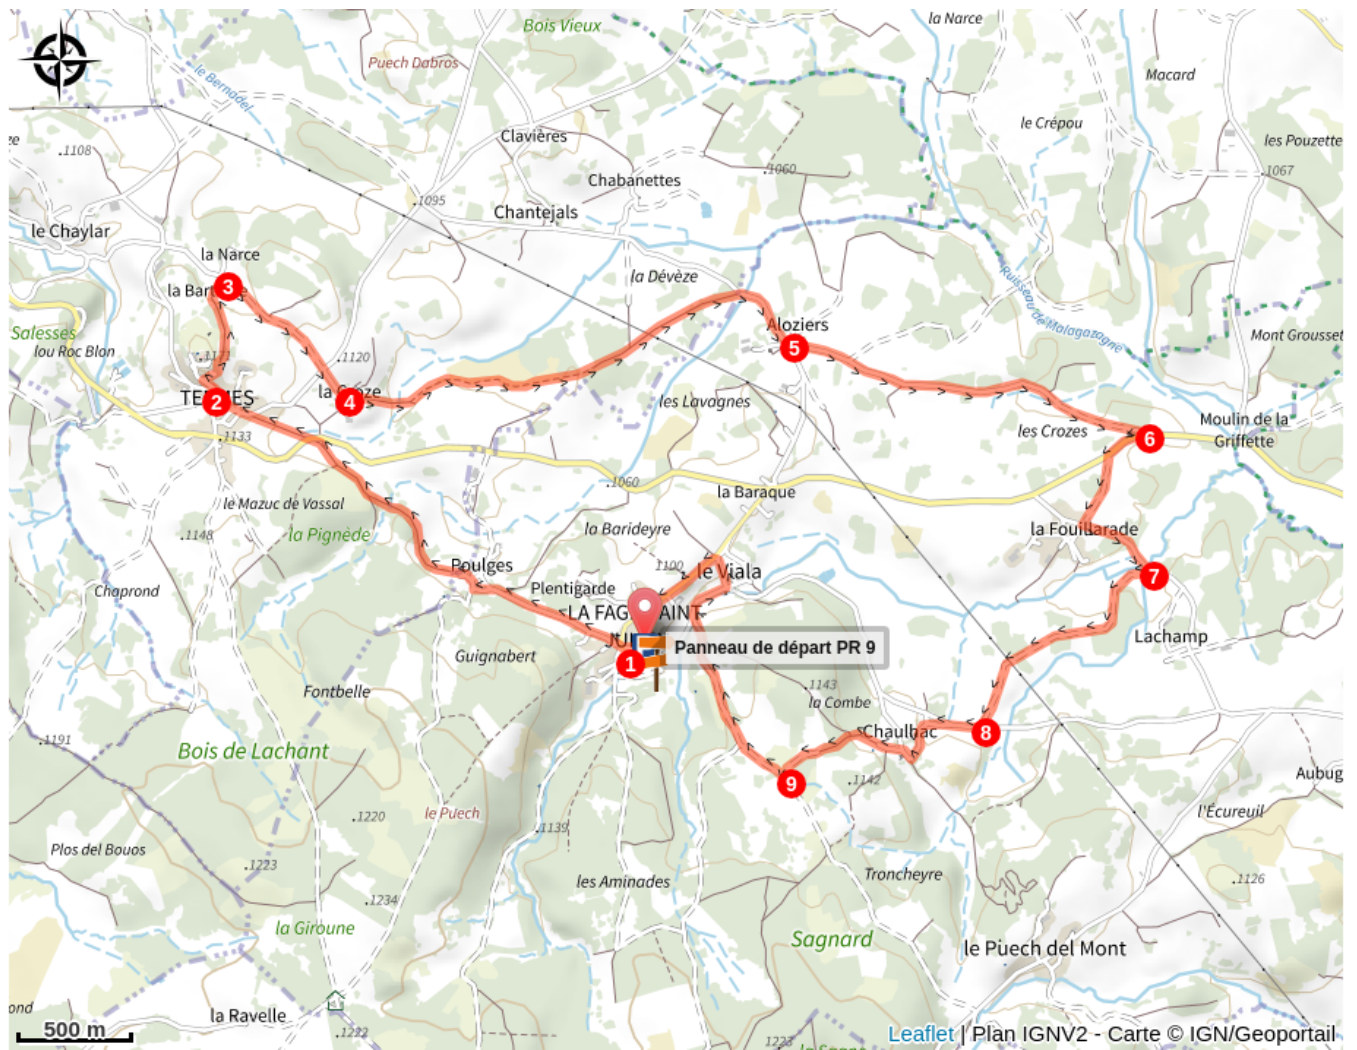 Bois Vieux
la Narce
Puech Dabros
le Bernadel
Macard
le Crépou
Clavières
les Pouzette
.1108
.1060
.1067
Chabanettes
.1095
Chantejals
le Chaylar
la Narce
la Dévèze
la Bar
3
Ruisseau de Malagazagne
Salesses
lou Roc Blon
Aloziers
Mont Grousset
5
.1120
2
4
les Lavagnes
Moulin de la
Griffette
.1133
les Crozes
6
.1060
la Baraque
le Mazuc de Vassal
la Barideyre
la Fouillarade
la Pignède
.1148
Poulges
1100
le Viala
7
Chaprond
Plentigarde
LA FAG
AINT
Lachamp
JU
Panneau de départ PR 9
1
Guignabert
Fontbelle
.1143
la Combe
Chaulhac
8
.1191
Bois de Lachant
9
.1142
Aubug
le Puech
.1220
l'Écureuil
.1139
Plos del Bouos
.1223
les Aminades
Troncheyre
.1126
.1234
la Giroune
Sagnard
le Puech del Mont
ond
la Ravelle
500 m
.1222
1223
Leaflet | Plan IGNV2 - Carte © IGN/Geoportail